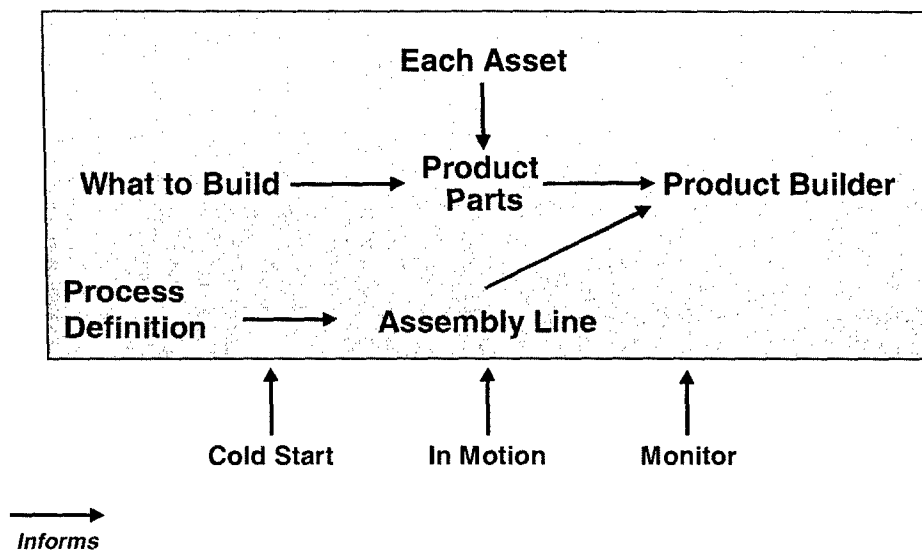 Each Asset
What to Build
Product
Parts
Product Builder
Process
Definition
Assembly Line
Cold Start
In Motion
Monitor
Informs